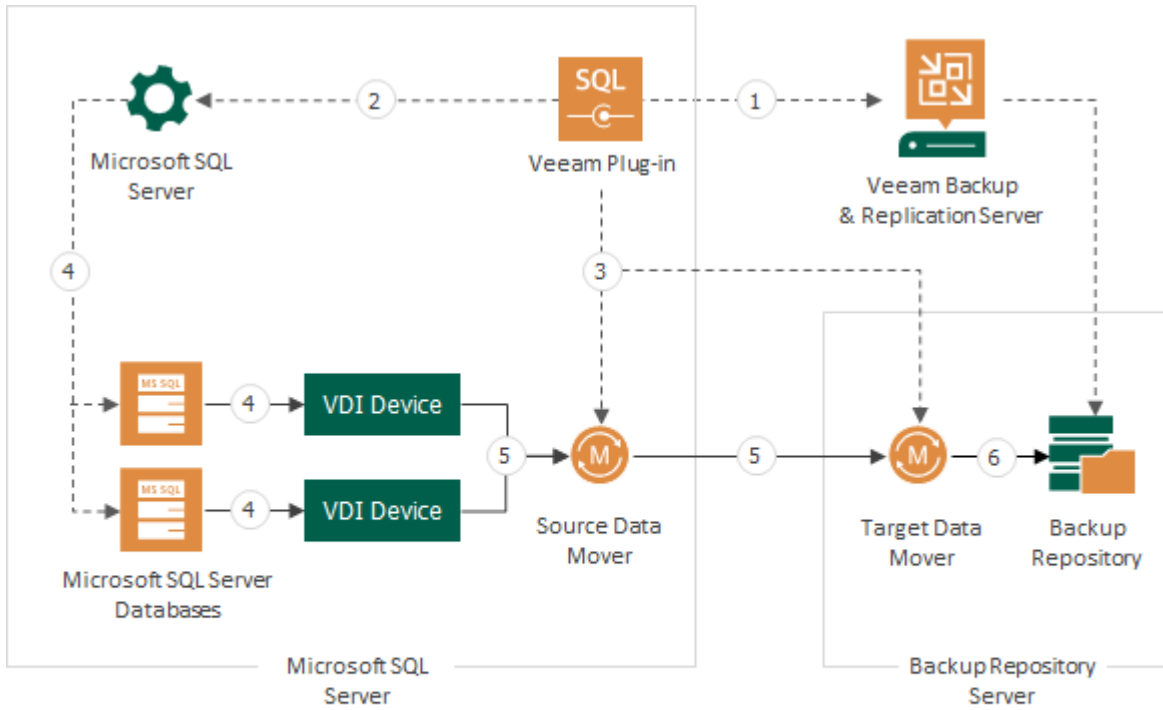 SQL
2
1
Microsoft SQL
Server
Veeam Plug-in
Veeam Backup
& Replication Server
4
3
MS SQL
4
VDI Device
5
M
5
M
6
MS SQL
4
VDI Device
Source Data
Mover
Target Data
Mover
Backup
Repository
Microsoft SQL Server
Databases
Microsoft SQL
Server
Backup Repository
Server